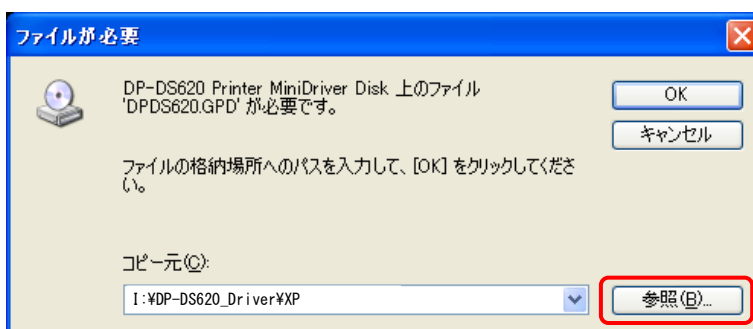 ファイルが必要
DP-DS620 Printer MiniDriver Disk 上のファイル
'DPDS620.GPD' が必要です。
OK
キャンセル
ファイルの格納場所へのパスを入力して、[OK] をクリックしてくださ
い。
コピー元(C):
I:¥DP-DS620_Driver¥XP
参照(B)...